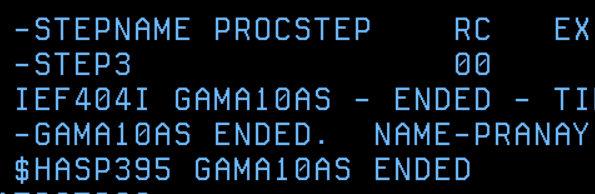 -STEPNAME PROCSTEP    RC   EX
-STEP3                00
IEF404I GAMA10AS - ENDED - TI
-GAMA10AS ENDED.  NAME-PRANAY
$HASP395 GAMA10AS ENDED